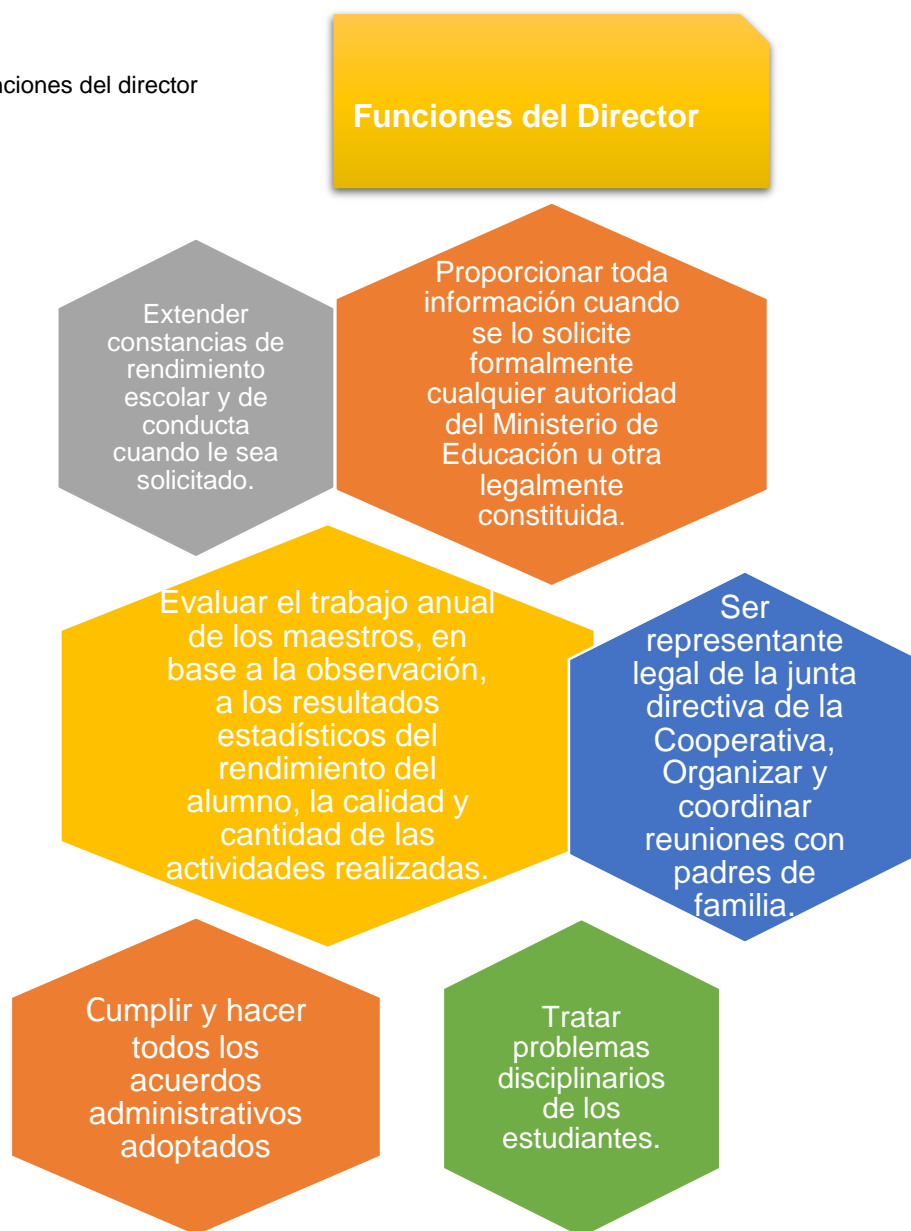 nciones del director
Funciones del Director
Extender
constancias de
rendimiento
escolar y de
conducta
cuando le sea
solicitado.
Proporcionar toda
información cuando
se lo solicite
formalmente
cualquier autoridad
del Ministerio de
Educación u otra
legalmente
constituida.
Evaluar el trabajo anual
de los maestros, en
base a la observación,
a los resultados
estadísticos del
rendimiento del
alumno, la calidad y
cantidad de las
actividades realizadas.
Ser
representante
legal de la junta
directiva de la
Cooperativa,
Organizar y
coordinar
reuniones con
padres de
familia.
Cumplir y hacer
todos los
acuerdos
administrativos
adoptados
Tratar
problemas
disciplinarios
de los
estudiantes.